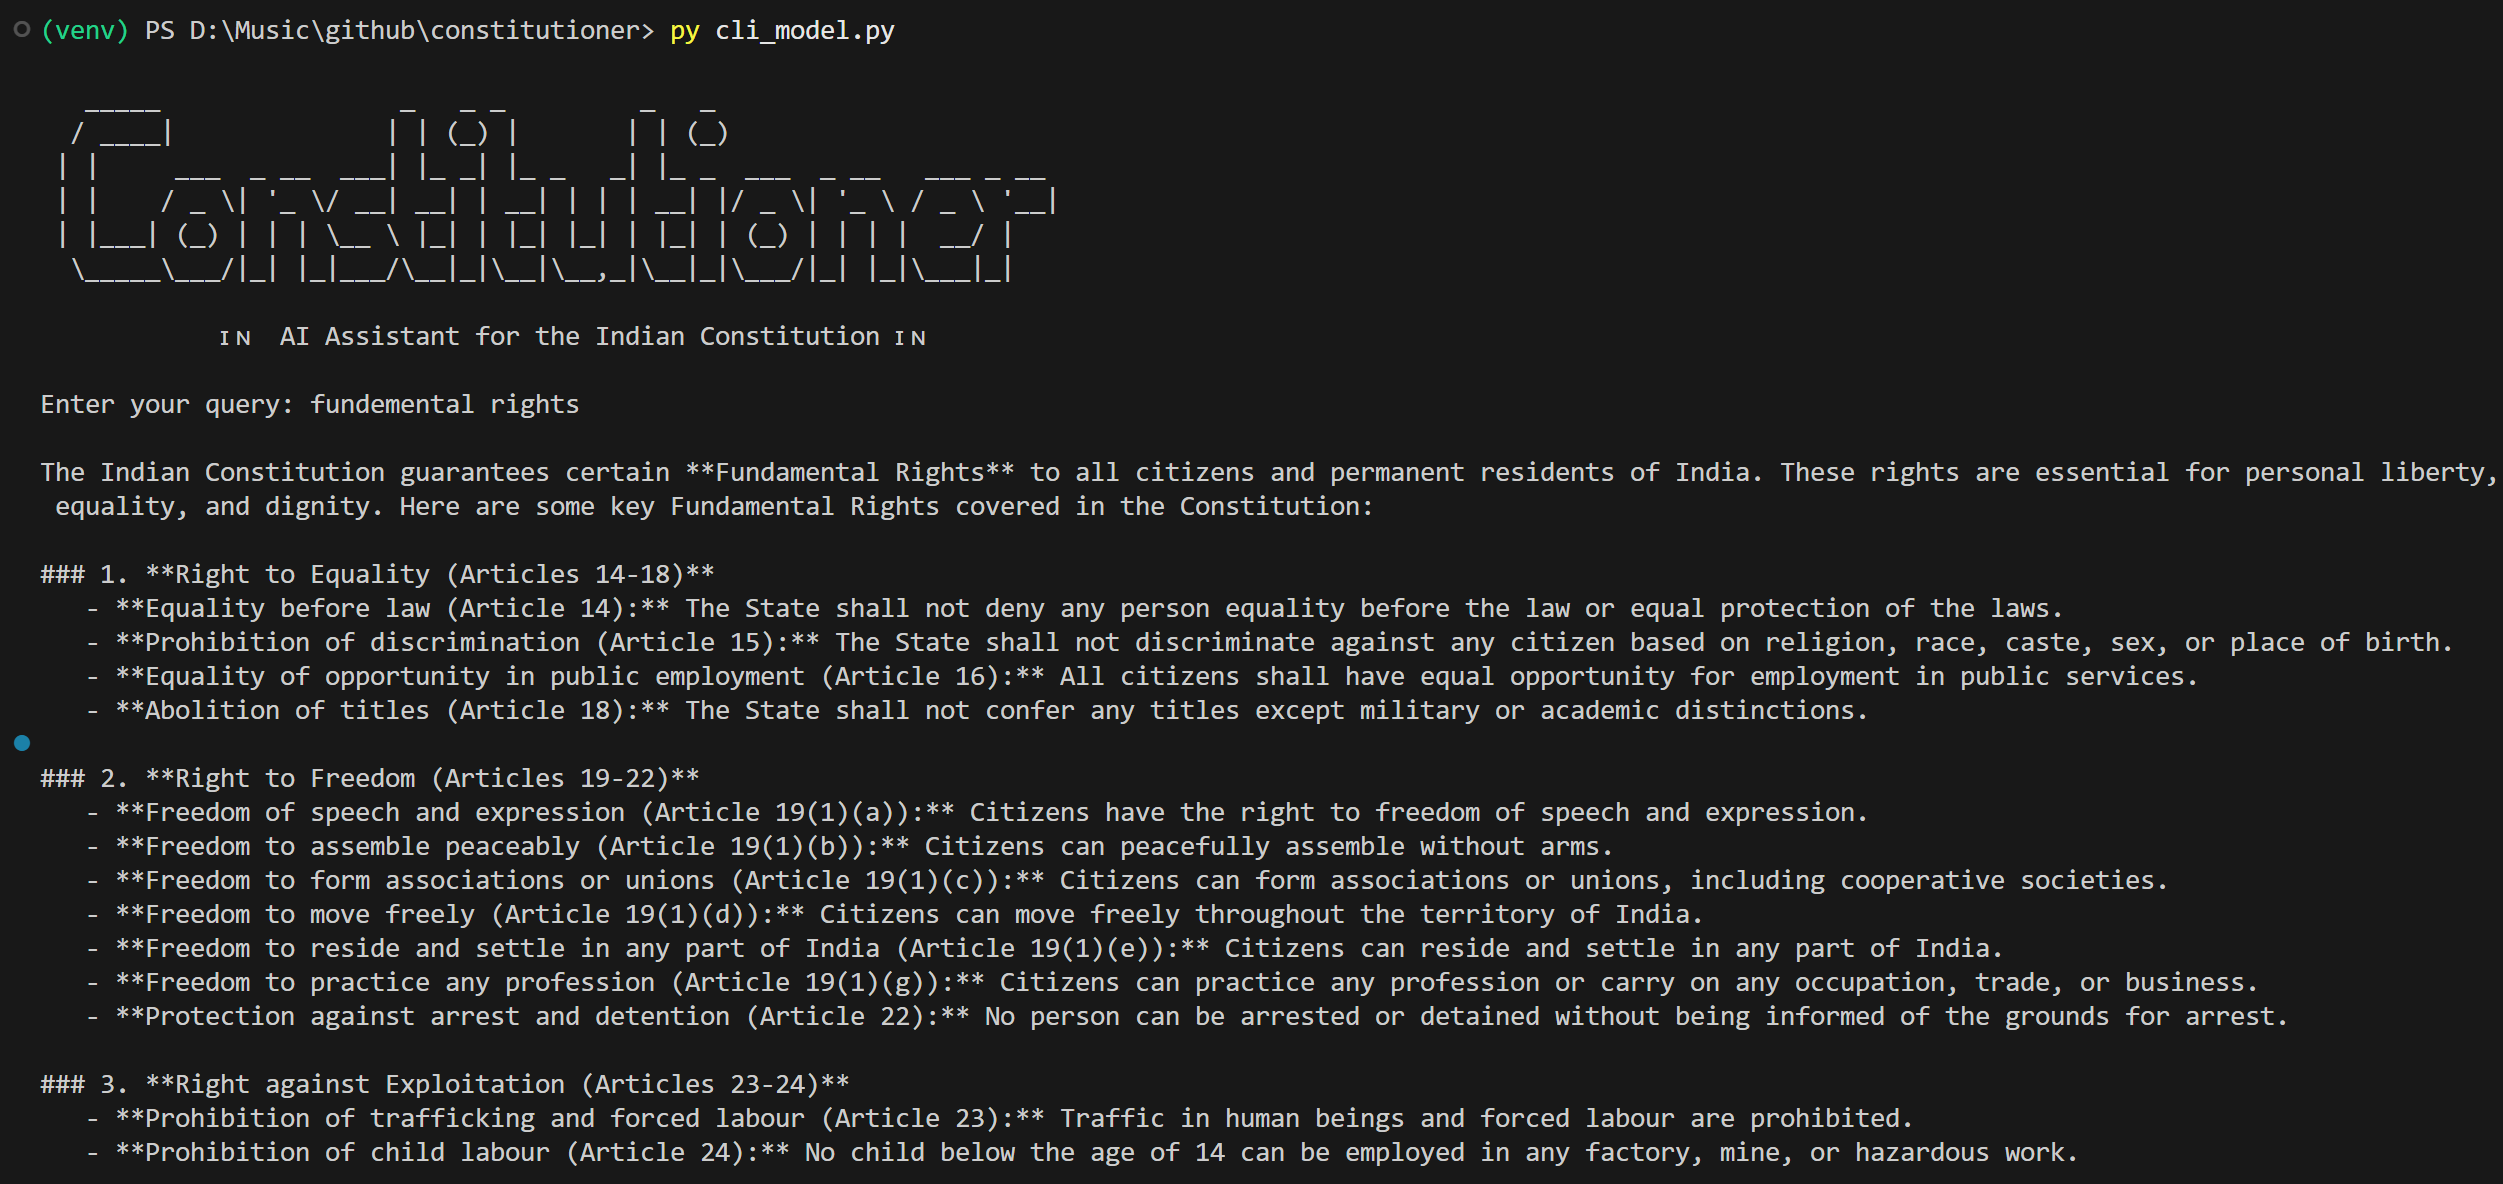 (venv) PS D:\Music\github\constitutioner> py cli_model.py
Constitutioner
IN AI Assistant for the Indian Constitution IN
Enter your query: fundemental rights
The Indian Constitution guarantees certain **Fundamental Rights** to all citizens and permanent residents of India. These rights are essential for personal liberty,
equality, and dignity. Here are some key Fundamental Rights covered in the Constitution:
### 1. **Right to Equality (Articles 14-18)**
- **Equality before law (Article 14):** The State shall not deny any person equality before the law or equal protection of the laws.
- **Prohibition of discrimination (Article 15):** The State shall not discriminate against any citizen based on religion, race, caste, sex, or place of birth.
- **Equality of opportunity in public employment (Article 16):** All citizens shall have equal opportunity for employment in public services.
- **Abolition of titles (Article 18):** The State shall not confer any titles except military or academic distinctions.
### 2. **Right to Freedom (Articles 19-22)**
- **Freedom of speech and expression (Article 19(1)(a)):** Citizens have the right to freedom of speech and expression.
- **Freedom to assemble peaceably (Article 19(1)(b)):** Citizens can peacefully assemble without arms.
- **Freedom to form associations or unions (Article 19(1)(c)):** Citizens can form associations or unions, including cooperative societies.
- **Freedom to move freely (Article 19(1)(d)):** Citizens can move freely throughout the territory of India.
- **Freedom to reside and settle in any part of India (Article 19(1)(e)):** Citizens can reside and settle in any part of India.
- **Freedom to practice any profession (Article 19(1)(g)):** Citizens can practice any profession or carry on any occupation, trade, or business.
- **Protection against arrest and detention (Article 22):** No person can be arrested or detained without being informed of the grounds for arrest.
### 3. **Right against Exploitation (Articles 23-24)**
- **Prohibition of trafficking and forced labour (Article 23):** Traffic in human beings and forced labour are prohibited.
- **Prohibition of child labour (Article 24):** No child below the age of 14 can be employed in any factory, mine, or hazardous work.